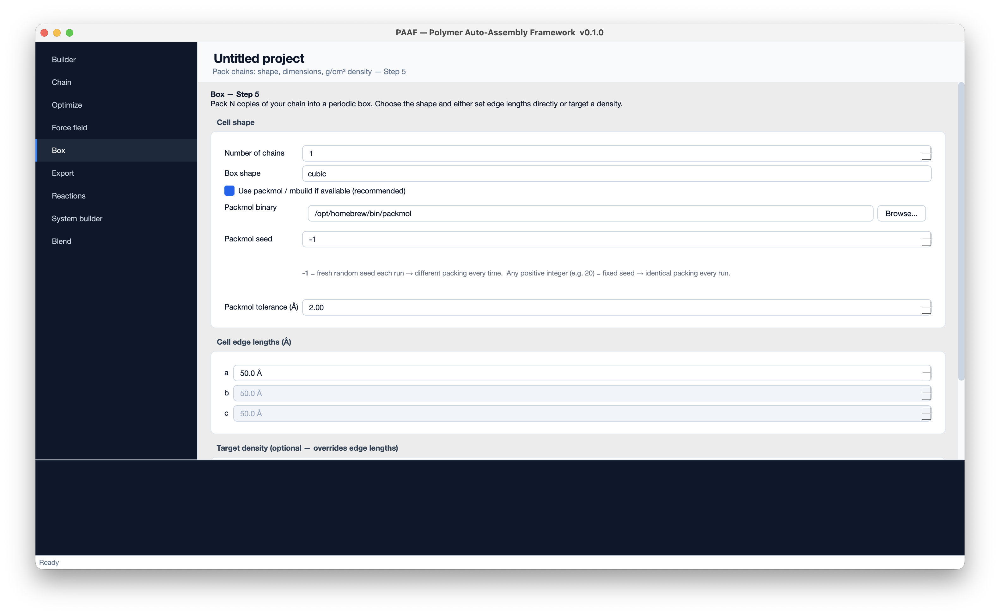 PAAF — Polymer Auto-Assembly Framework  v0.1.0
Builder
Chain
Optimize
Force field
Box
Export
Reactions
System builder
Blend
Untitled project
Pack chains: shape, dimensions, g/cm³ density — Step 5
Box — Step 5
Pack N copies of your chain into a periodic box. Choose the shape and either set edge lengths directly or target a density.
Cell shape
Number of chains 1
Box shape cubic
Use packmol / mbuild if available (recommended)
Packmol binary /opt/homebrew/bin/packmol Browse...
Packmol seed -1
-1 = fresh random seed each run → different packing every time.  Any positive integer (e.g. 20) = fixed seed → identical packing every run.
Packmol tolerance (Å) 2.00
Cell edge lengths (Å)
a 50.0 Å
b 50.0 Å
c 50.0 Å
Target density (optional — overrides edge lengths)
Ready